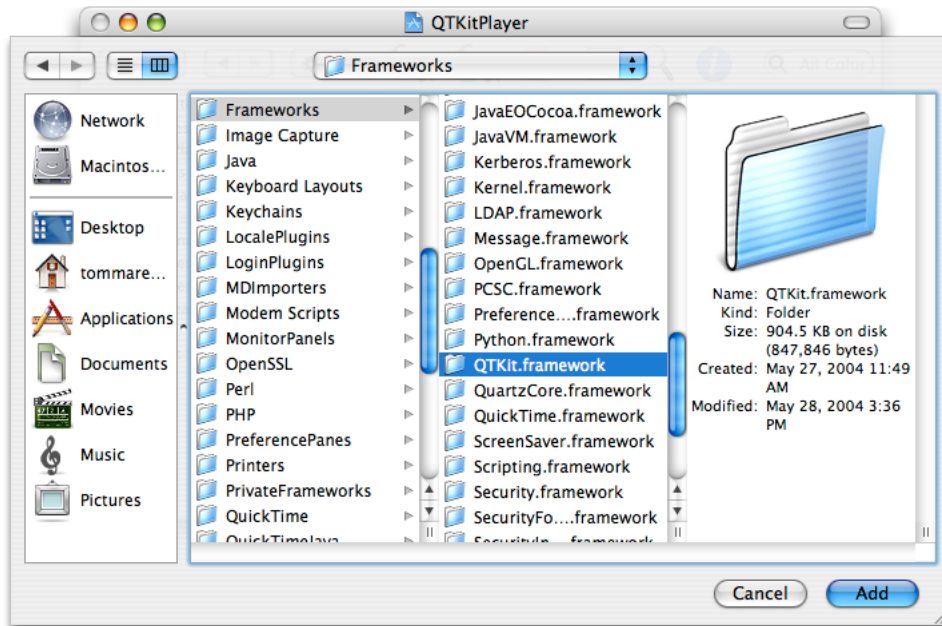 QTKitPlayer
Frameworks
Network
Macintos...
Desktop
tommare...
Applications
Documents
Movies
Music
Pictures
Frameworks
Image Capture
Java
Keyboard Layouts
Keychains
LocalePlugins
LoginPlugins
MDImporters
Modem Scripts
MonitorPanels
OpenSSL
Perl
PHP
PreferencePanes
Printers
PrivateFrameworks
QuickTime
QuickTimeJava
JavaEOCocoa.framework
JavaVM.framework
Kerberos.framework
Kernel.framework
LDAP.framework
Message.framework
OpenGL.framework
PCSC.framework
Preference....framework
Python.framework
QTKit.framework
QuartzCore.framework
QuickTime.framework
ScreenSaver.framework
Scripting.framework
Security.framework
SecurityFo....framework
SecurityIn....framework
Name: QTKit.framework
Kind: Folder
Size: 904.5 KB on disk
(847,846 bytes)
Created: May 27, 2004 11:49
AM
Modified: May 28, 2004 3:36
PM
Cancel
Add